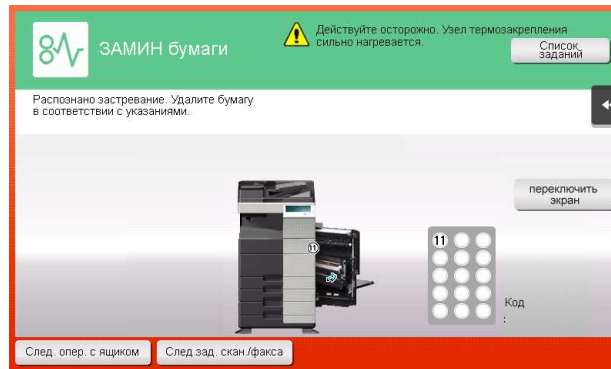 ЗАМИН бумаги
Действуйте осторожно. Узел термозакрепления
сильно нагревается.
Список
заданий
Распознано застревание. Удалите бумагу
в соответствии с указаниями.
переключить
экран
11
11
Код
:
След. опер. с ящиком
След.зад. скан./факса